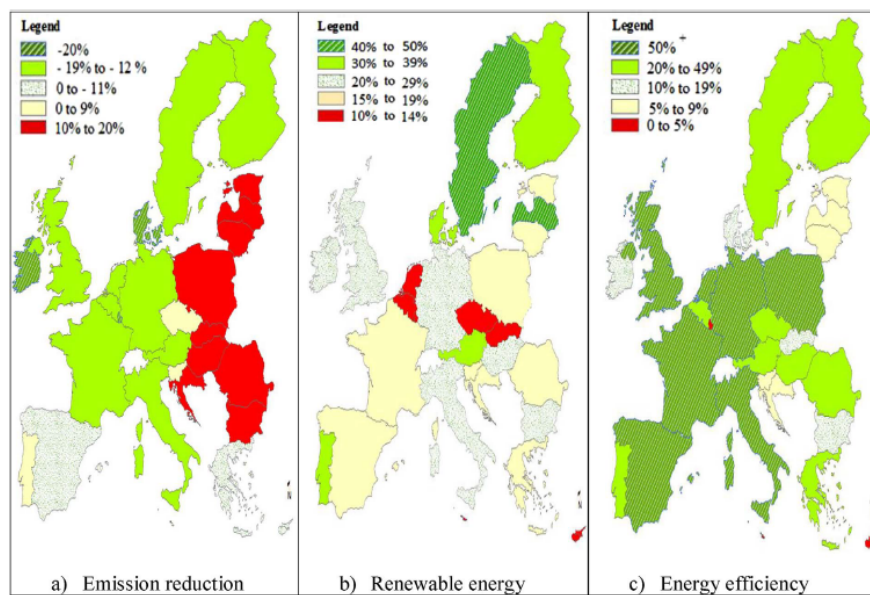 Legend
-20%
- 19% to - 12 %
0 to - 11%
0 to 9%
10% to 20%
a) Emission reduction
Legend
40% to 50%
30% to 39%
20% to 29%
15% to 19%
10% to 14%
b) Renewable energy
Legend
50% +
20% to 49%
10% to 19%
5% to 9%
0 to 5%
c) Energy efficiency